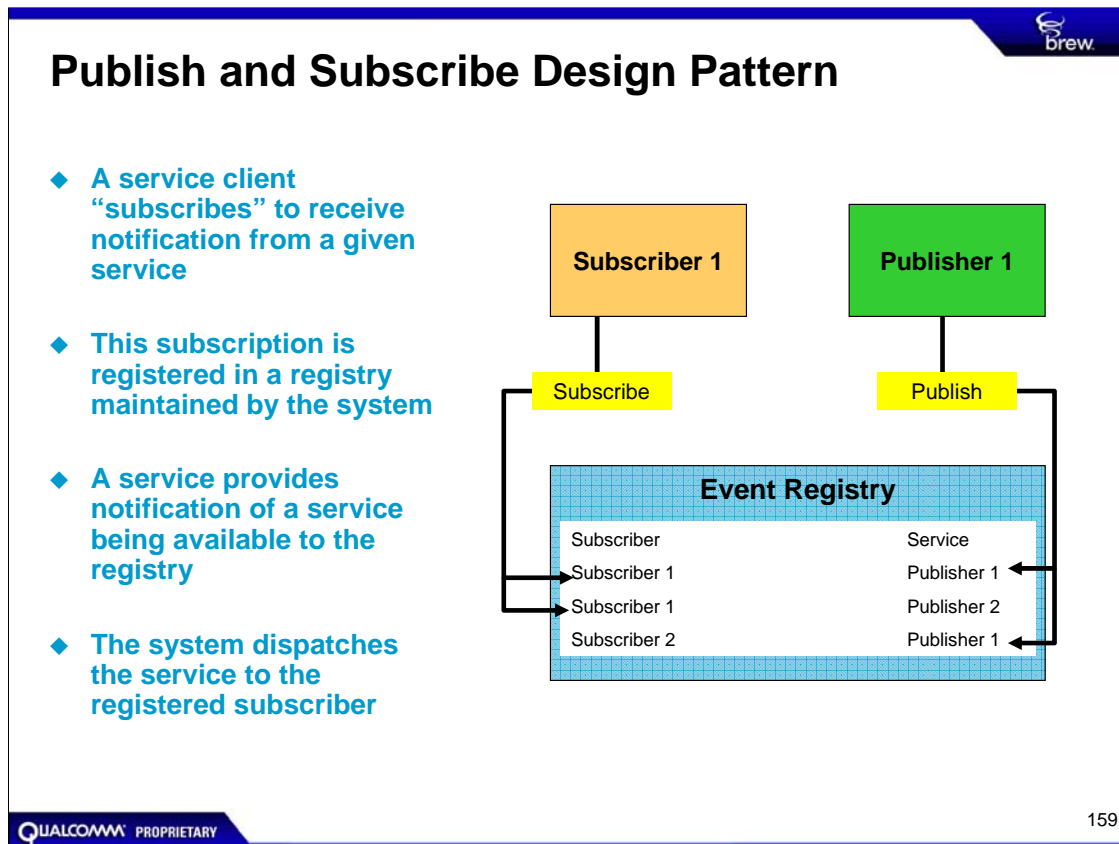 brew.
Publish and Subscribe Design Pattern
A service client
“subscribes” to receive
notification from a given
service
This subscription is
registered in a registry
maintained by the system
A service provides
notification of a service
being available to the
registry
The system dispatches
the service to the
registered subscriber
Subscriber 1
Publisher 1
Subscribe
Publish
Event Registry
Subscriber Service
Subscriber 1 Publisher 1
Subscriber 1 Publisher 2
Subscriber 2 Publisher 1
QUALCOMM PROPRIETARY
159